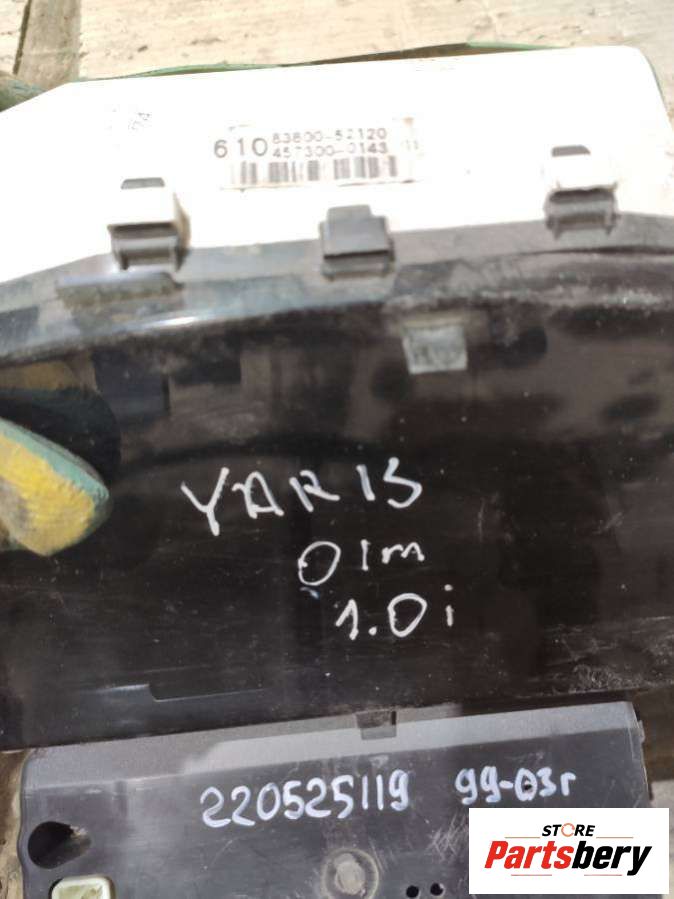 610 83800-52120
457300-0143
YARIS
01m
1.0i
220525119 99-03г
STORE
Partsbery